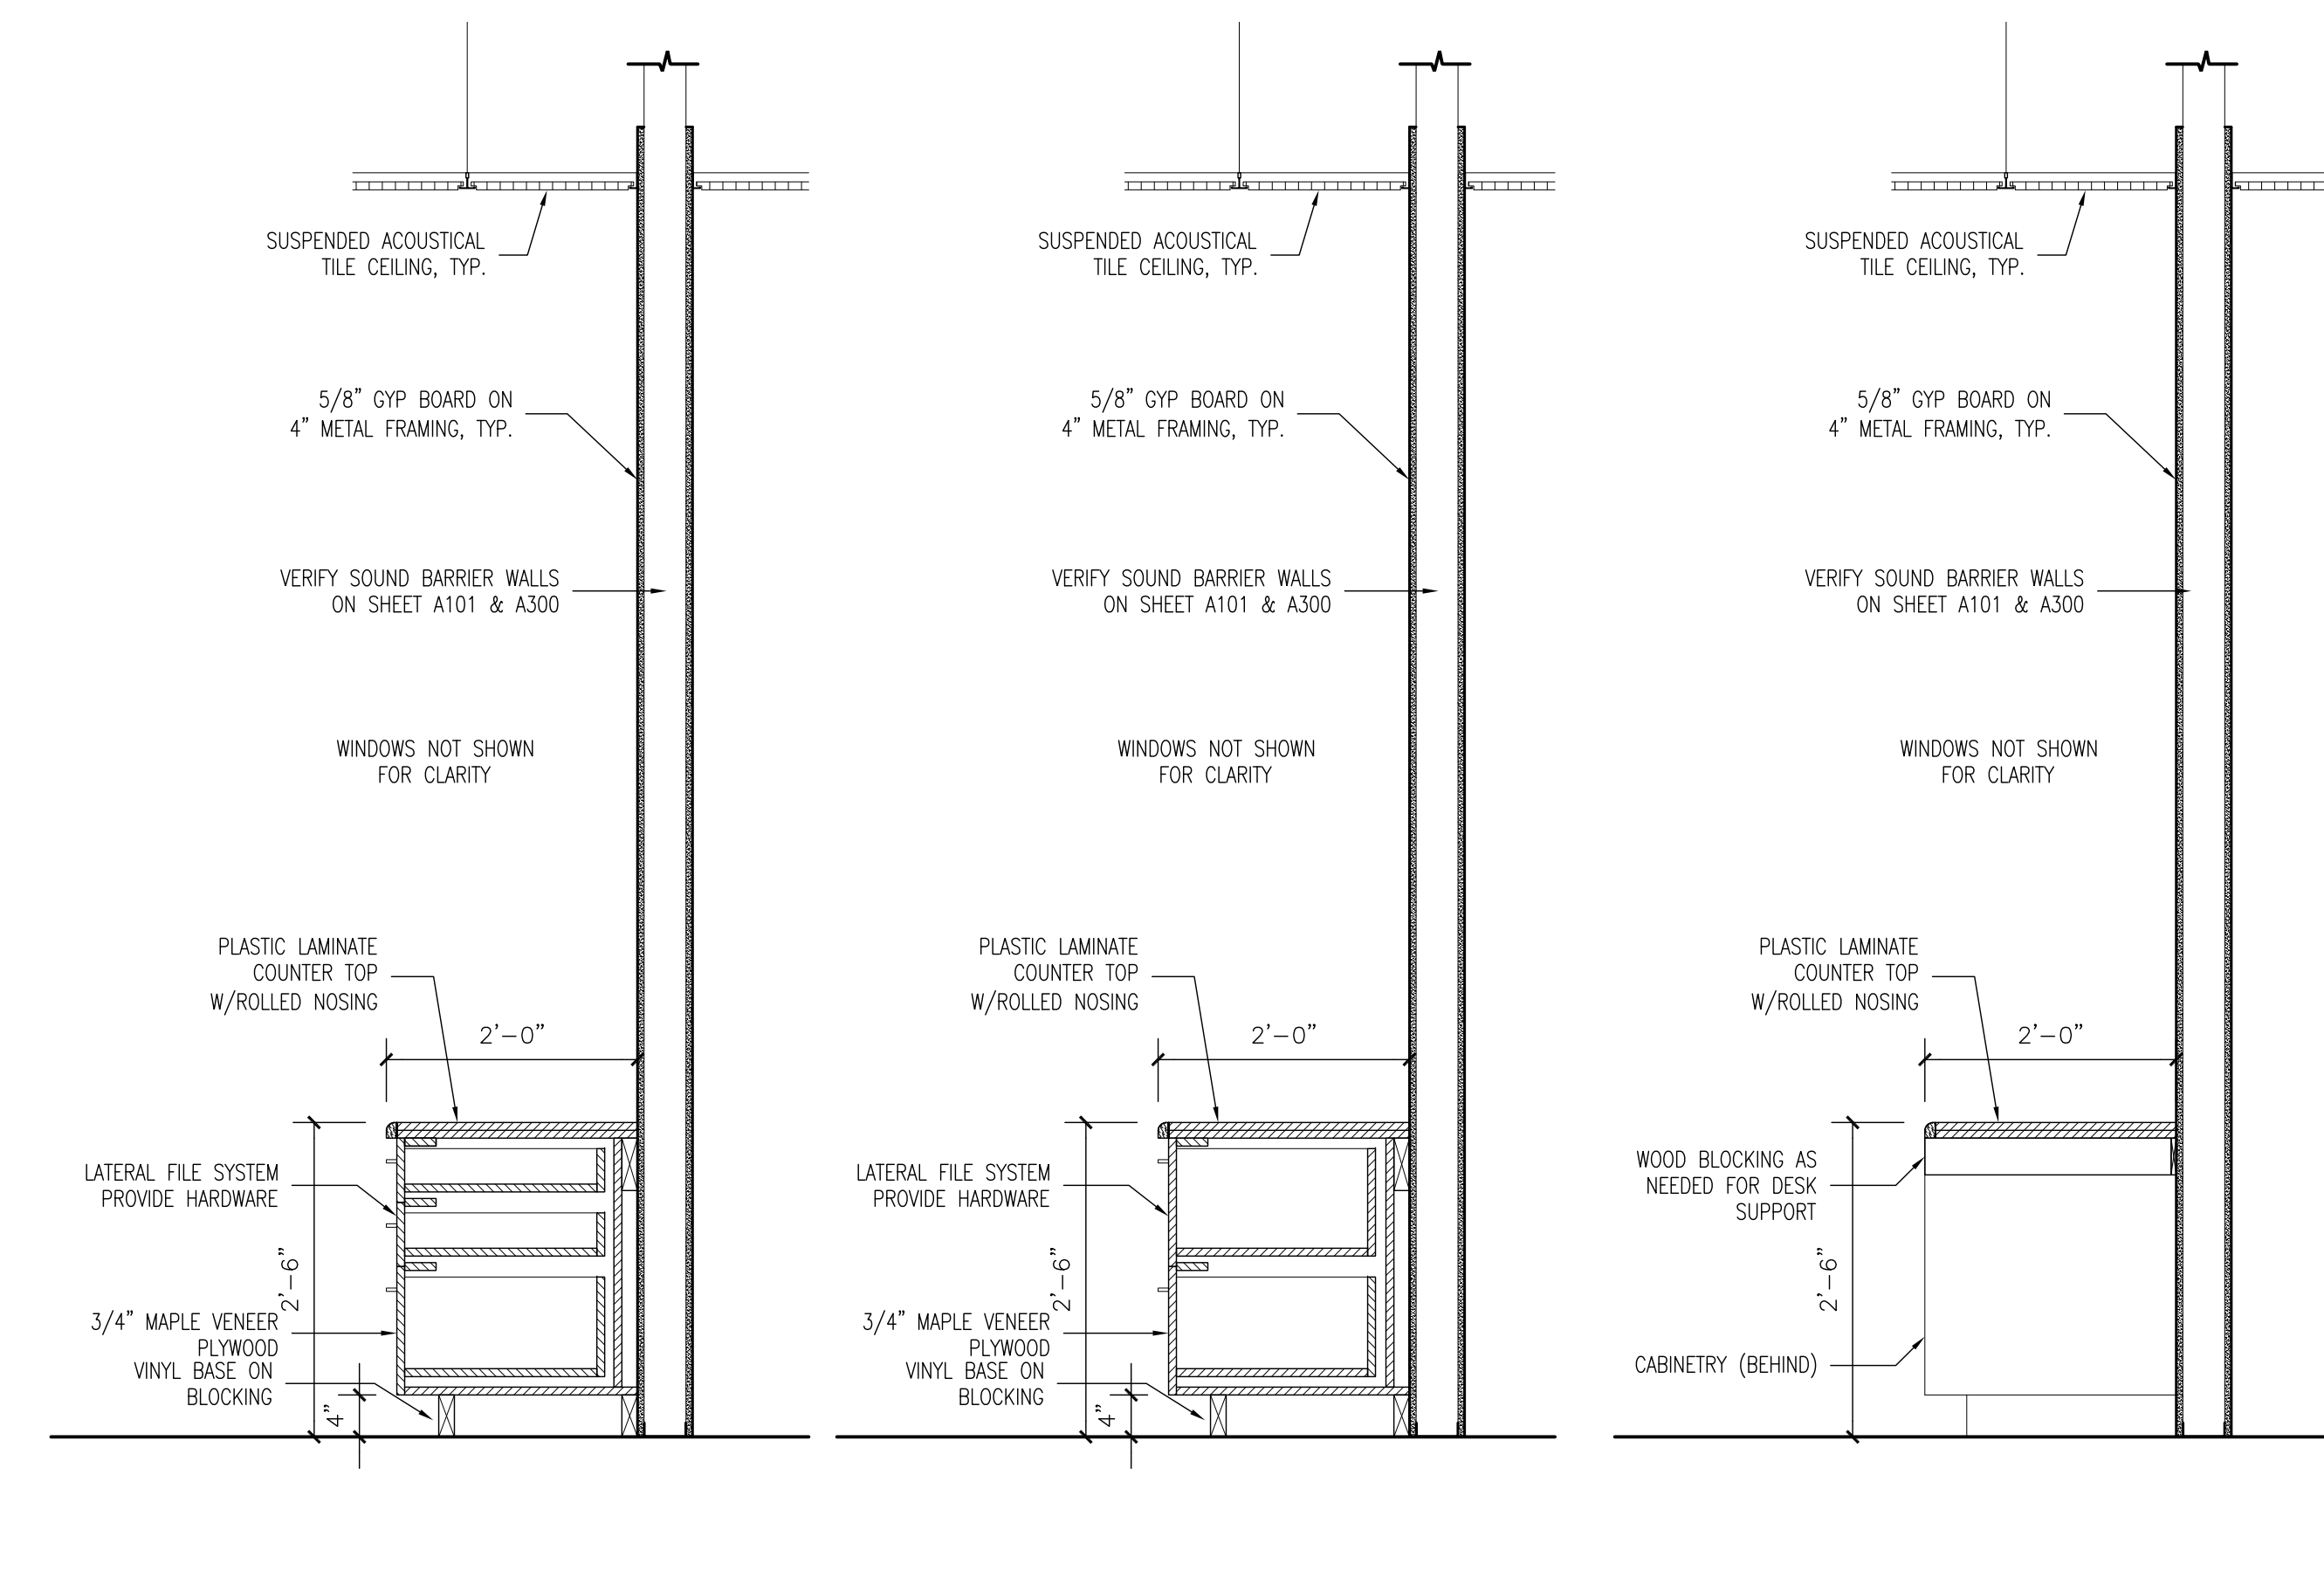 SUSPENDED ACOUSTICAL
TILE CEILING, TYP.
5/8" GYP BOARD ON
4" METAL FRAMING, TYP.
VERIFY SOUND BARRIER WALLS
ON SHEET A101 & A300
WINDOWS NOT SHOWN
FOR CLARITY
PLASTIC LAMINATE
COUNTER TOP
W/ROLLED NOSING
2'-0"
LATERAL FILE SYSTEM
PROVIDE HARDWARE
2'-6"
3/4" MAPLE VENEER
PLYWOOD
VINYL BASE ON
BLOCKING
4"
SUSPENDED ACOUSTICAL
TILE CEILING, TYP.
5/8" GYP BOARD ON
4" METAL FRAMING, TYP.
VERIFY SOUND BARRIER WALLS
ON SHEET A101 & A300
WINDOWS NOT SHOWN
FOR CLARITY
PLASTIC LAMINATE
COUNTER TOP
W/ROLLED NOSING
2'-0"
LATERAL FILE SYSTEM
PROVIDE HARDWARE
2'-6"
3/4" MAPLE VENEER
PLYWOOD
VINYL BASE ON
BLOCKING
4"
SUSPENDED ACOUSTICAL
TILE CEILING, TYP.
5/8" GYP BOARD ON
4" METAL FRAMING, TYP.
VERIFY SOUND BARRIER WALLS
ON SHEET A101 & A300
WINDOWS NOT SHOWN
FOR CLARITY
PLASTIC LAMINATE
COUNTER TOP
W/ROLLED NOSING
2'-0"
WOOD BLOCKING AS
NEEDED FOR DESK
SUPPORT
2'-6"
CABINETRY (BEHIND)